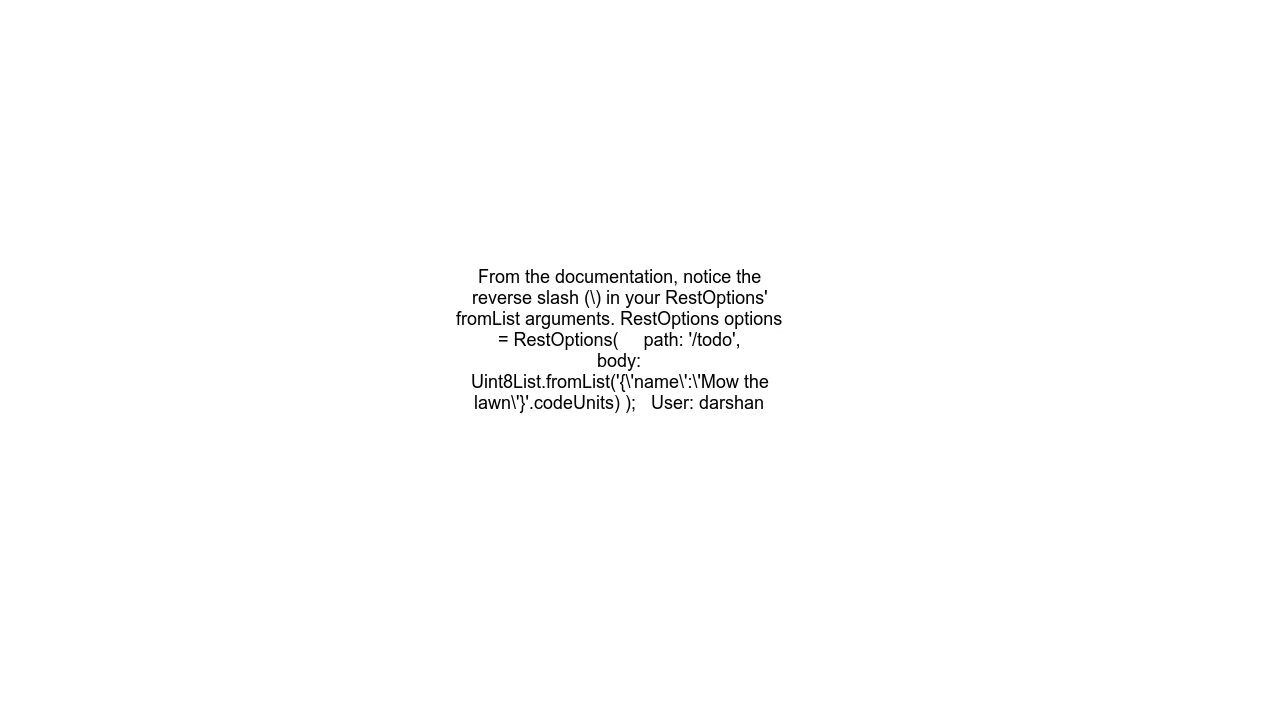 From the documentation, notice the
reverse slash (\) in your RestOptions'
fromList arguments. RestOptions options
= RestOptions(     path: '/todo',
body:
Uint8List.fromList('{\'name\':\'Mow the
lawn\'}'.codeUnits) );   User: darshan